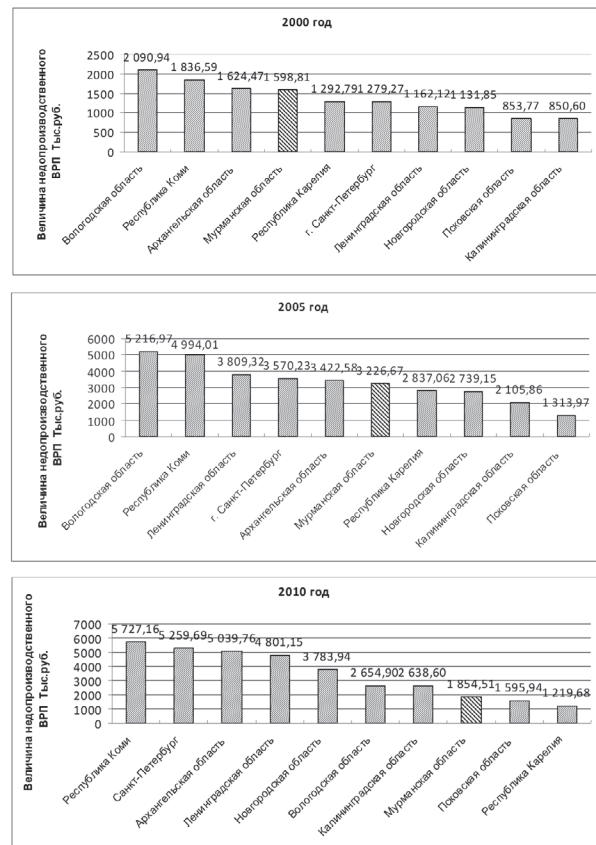 2000 год
Величина недопроизводственного
ВРП Тыс.руб.
2500
2000
1500
1000
500
0
2 090,94
1 836,59
1 624,47
1 598,81
1 292,79
1 279,27
1 162,12
1 131,85
853,77
850,60
Вологодская область
Республика Коми
Архангельская область
Мурманская область
Республика Карелия
г. Санкт-Петербург
Ленинградская область
Новгородская область
Псковская область
Калининградская область
2005 год
Величина недопроизводственного
ВРП Тыс.руб.
6000
5000
4000
3000
2000
1000
0
5 216,97
4 994,01
3 809,32
3 570,23
3 422,58
3 226,67
2 837,06
2 739,15
2 105,86
1 313,97
Вологодская область
Республика Коми
Ленинградская область
г. Санкт-Петербург
Архангельская область
Мурманская область
Республика Карелия
Новгородская область
Калининградская область
Псковская область
2010 год
Величина недопроизводственного
ВРП Тыс.руб.
7000
6000
5000
4000
3000
2000
1000
0
5 727,16
5 259,69
5 039,76
4 801,15
3 783,94
2 654,90
2 638,60
1 854,51
1 595,94
1 219,68
Республика Коми
Санкт-Петербург
Архангельская область
Ленинградская область
Новгородская область
Вологодская область
Калининградская область
Мурманская область
Псковская область
Республика Карелия